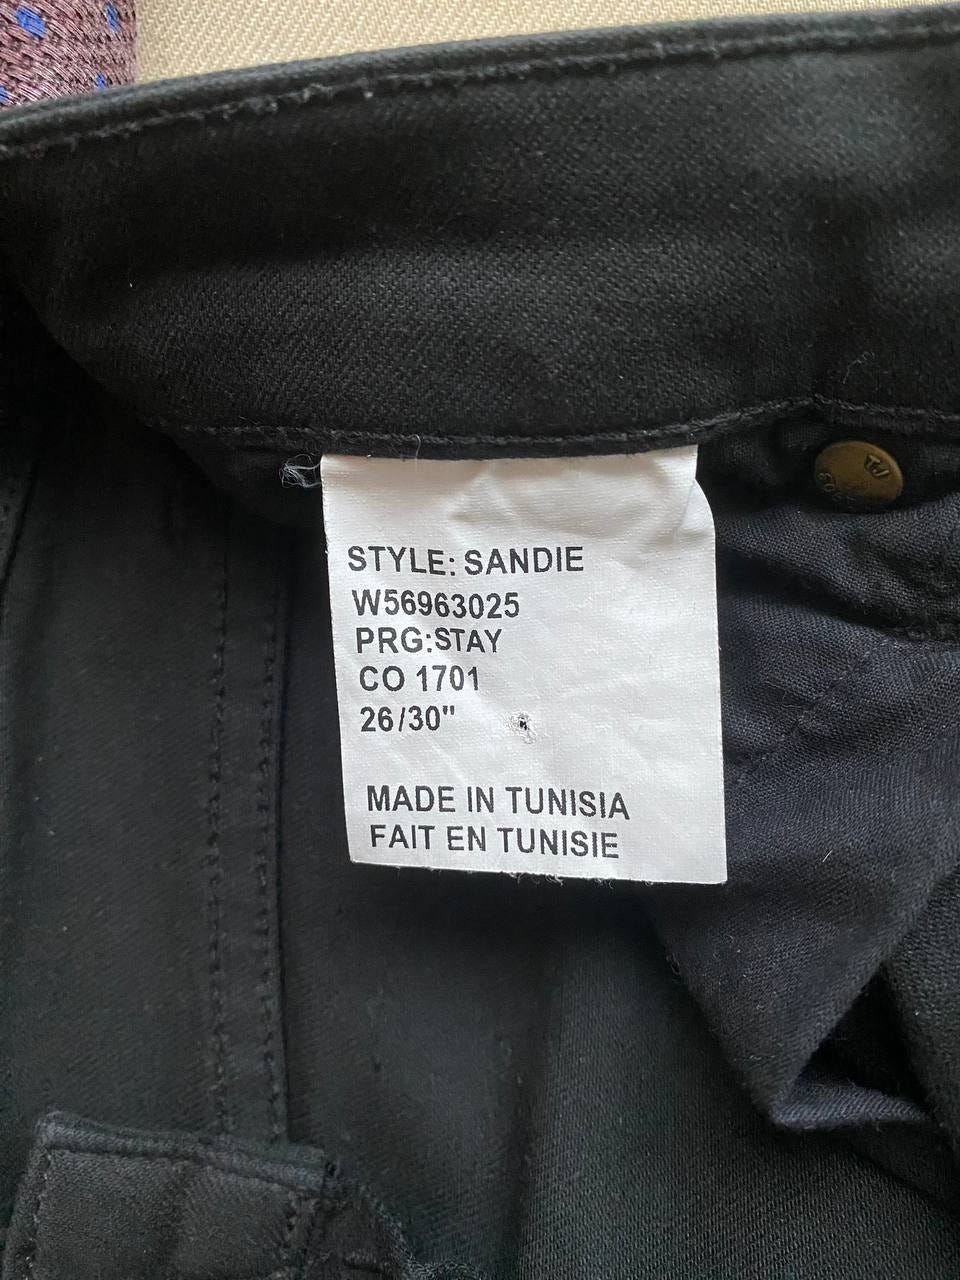 STYLE: SANDIE
W56963025
PRG:STAY
CO 1701
26/30"
MADE IN TUNISIA
FAIT EN TUNISIE